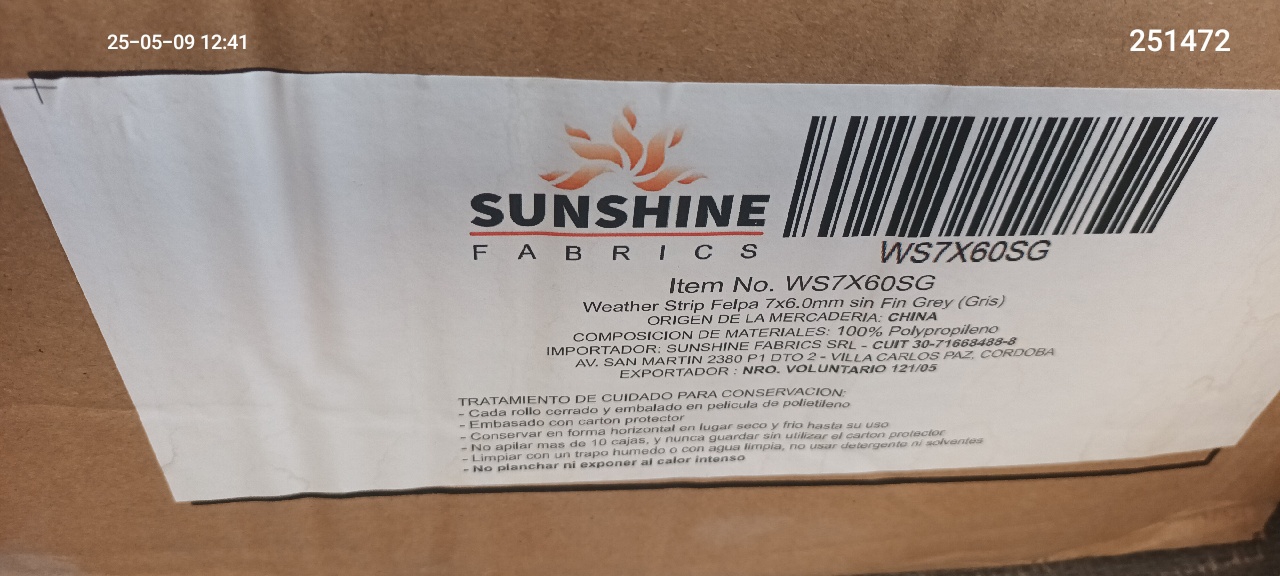 25-05-09 12:41
251472
SUNSHINE
FABRICS
WS7X60SG
Item No. WS7X60SG
Weather Strip Felpa 7x6.0mm sin Fin Grey (Gris)
ORIGEN DE LA MERCADERIA: CHINA
COMPOSICION DE MATERIALES: 100% Polypropileno
IMPORTADOR: SUNSHINE FABRICS SRL - CUIT 30-71668488-8
AV. SAN MARTIN 2380 P1 DTO 2 - VILLA CARLOS PAZ, CORDOBA
EXPORTADOR : NRO. VOLUNTARIO 121/05
TRATAMIENTO DE CUIDADO PARA CONSERVACION:
- Cada rollo cerrado y embalado en pelicula de polietileno
- Embasado con carton protector
- Conservar en forma horizontal en lugar seco y frio hasta su uso
- No apilar mas de 10 cajas, y nunca guardar sin utilizar el carton protector
- Limpiar con un trapo humedo o con agua limpia, no usar detergente ni solventes
- No planchar ni exponer al calor intenso